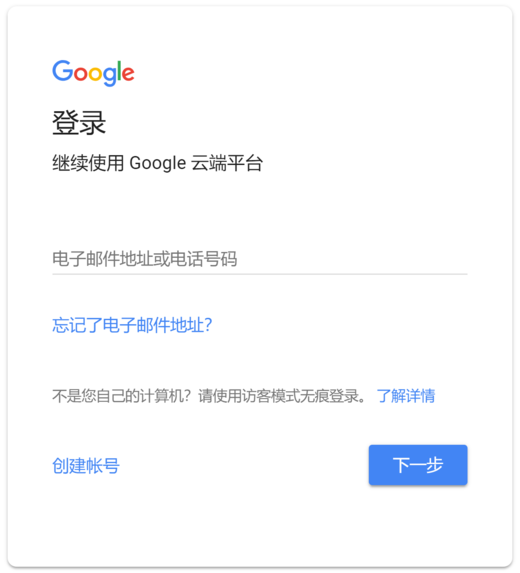 Google
登录
继续使用 Google 云端平台
电子邮件地址或电话号码
忘记了电子邮件地址?
不是您自己的计算机?请使用访客模式无痕登录。 了解详情
创建帐号
下一步